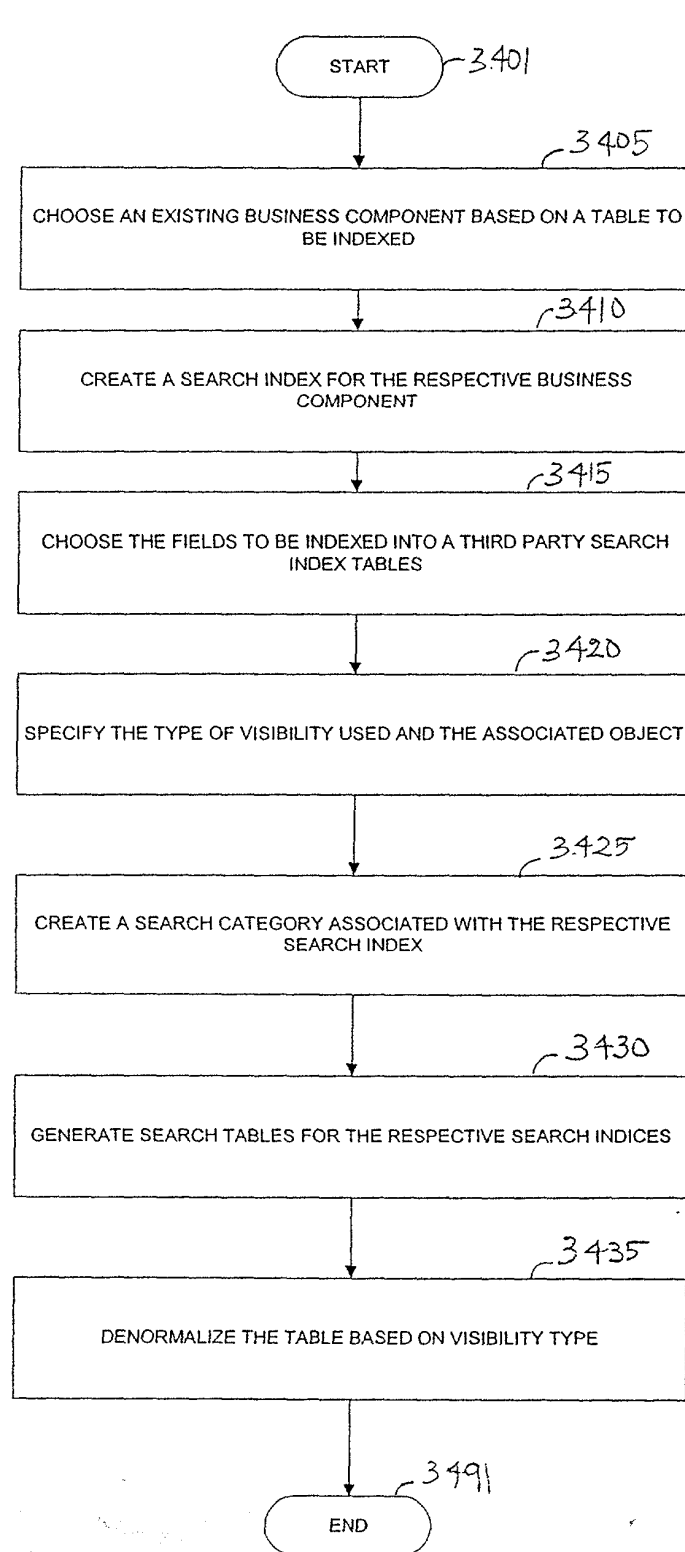 START
3401
3405
CHOOSE AN EXISTING BUSINESS COMPONENT BASED ON A TABLE TO
BE INDEXED
3410
CREATE A SEARCH INDEX FOR THE RESPECTIVE BUSINESS
COMPONENT
3415
CHOOSE THE FIELDS TO BE INDEXED INTO A THIRD PARTY SEARCH
INDEX TABLES
3420
SPECIFY THE TYPE OF VISIBILITY USED AND THE ASSOCIATED OBJECT
3425
CREATE A SEARCH CATEGORY ASSOCIATED WITH THE RESPECTIVE
SEARCH INDEX
3430
GENERATE SEARCH TABLES FOR THE RESPECTIVE SEARCH INDICES
3435
DENORMALIZE THE TABLE BASED ON VISIBILITY TYPE
3491
END